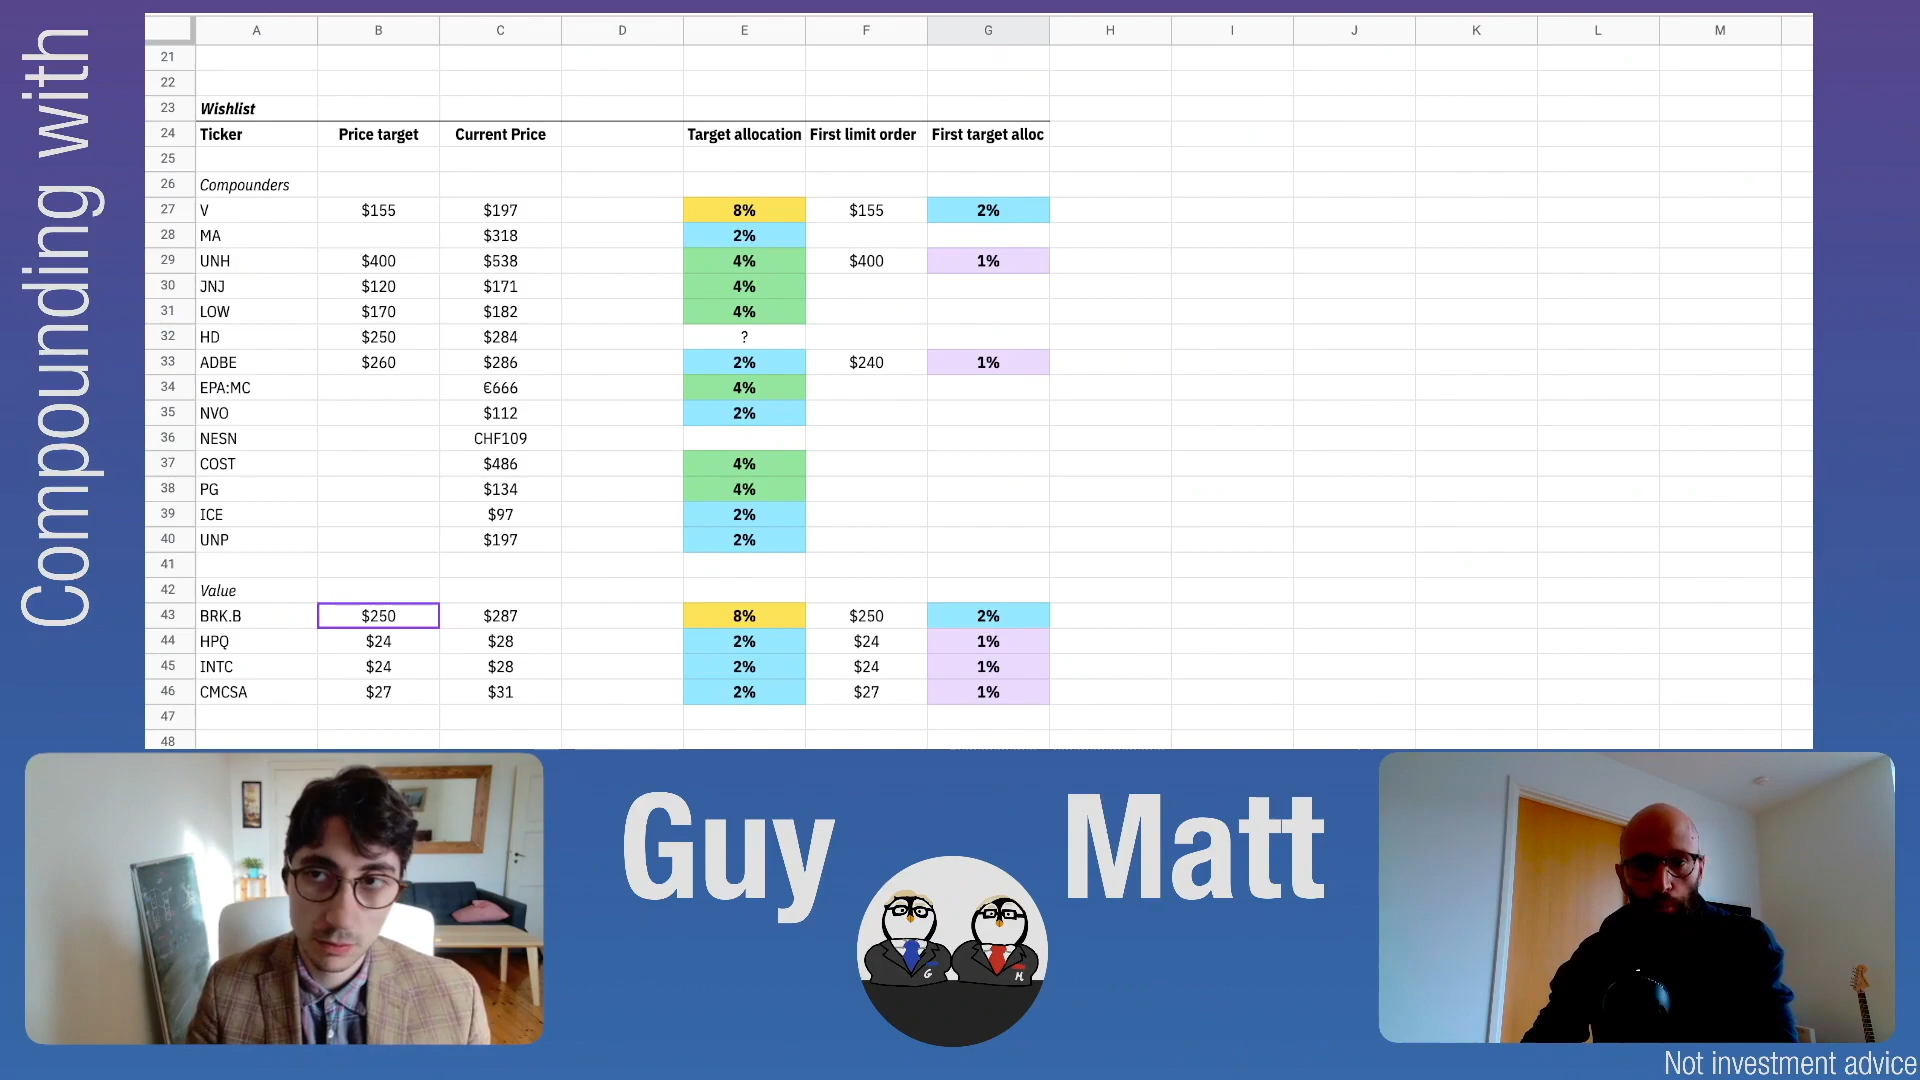 Compounding with
A B C D E F G H I J K L M
21
22
23 Wishlist
24 Ticker Price target Current Price Target allocation First limit order First target alloc
25
26 Compounders
27 V $155 $197 8% $155 2%
28 MA $318 2%
29 UNH $400 $538 4% $400 1%
30 JNJ $120 $171 4%
31 LOW $170 $182 4%
32 HD $250 $284 ?
33 ADBE $260 $286 2% $240 1%
34 EPA:MC €666 4%
35 NVO $112 2%
36 NESN CHF109
37 COST $486 4%
38 PG $134 4%
39 ICE $97 2%
40 UNP $197 2%
41
42 Value
43 BRK.B $250 $287 8% $250 2%
44 HPQ $24 $28 2% $24 1%
45 INTC $24 $28 2% $24 1%
46 CMCSA $27 $31 2% $27 1%
47
48
Guy Matt
G M
Not investment advice